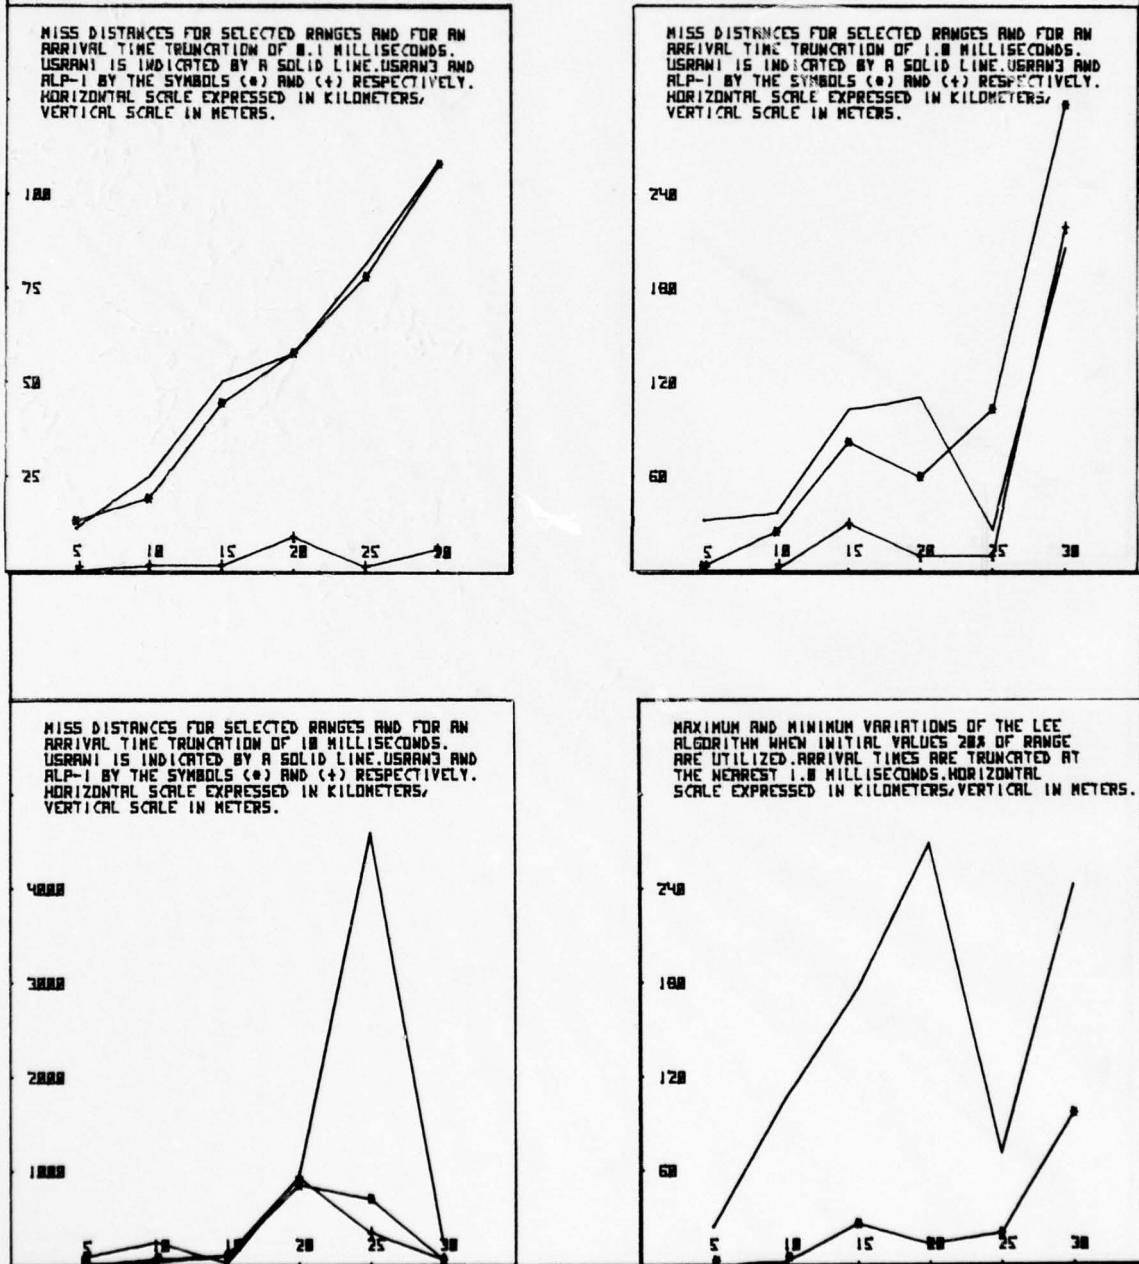 MISS DISTANCES FOR SELECTED RANGES AND FOR AN
ARRIVAL TIME TRUNCATION OF 0.1 MILLISECONDS.
USRAN1 IS INDICATED BY A SOLID LINE.USRAN3 AND
ALP-1 BY THE SYMBOLS (*) AND (+) RESPECTIVELY.
HORIZONTAL SCALE EXPRESSED IN KILOMETERS,
VERTICAL SCALE IN METERS.
100
75
50
25
5 10 15 20 25 30
MISS DISTANCES FOR SELECTED RANGES AND FOR AN
ARRIVAL TIME TRUNCATION OF 1.0 MILLISECONDS.
USRAN1 IS INDICATED BY A SOLID LINE.USRAN3 AND
ALP-1 BY THE SYMBOLS (*) AND (+) RESPECTIVELY.
HORIZONTAL SCALE EXPRESSED IN KILOMETERS,
VERTICAL SCALE IN METERS.
240
180
120
60
5 10 15 20 25 30
MISS DISTANCES FOR SELECTED RANGES AND FOR AN
ARRIVAL TIME TRUNCATION OF 10 MILLISECONDS.
USRAN1 IS INDICATED BY A SOLID LINE.USRAN3 AND
ALP-1 BY THE SYMBOLS (*) AND (+) RESPECTIVELY.
HORIZONTAL SCALE EXPRESSED IN KILOMETERS,
VERTICAL SCALE IN METERS.
4000
3000
2000
1000
5 10 15 20 25 30
MAXIMUM AND MINIMUM VARIATIONS OF THE LEE
ALGORITHM WHEN INITIAL VALUES 20% OF RANGE
ARE UTILIZED.ARRIVAL TIMES ARE TRUNCATED AT
THE NEAREST 1.0 MILLISECONDS.HORIZONTAL
SCALE EXPRESSED IN KILOMETERS,VERTICAL IN METERS.
240
180
120
60
5 10 15 20 25 30